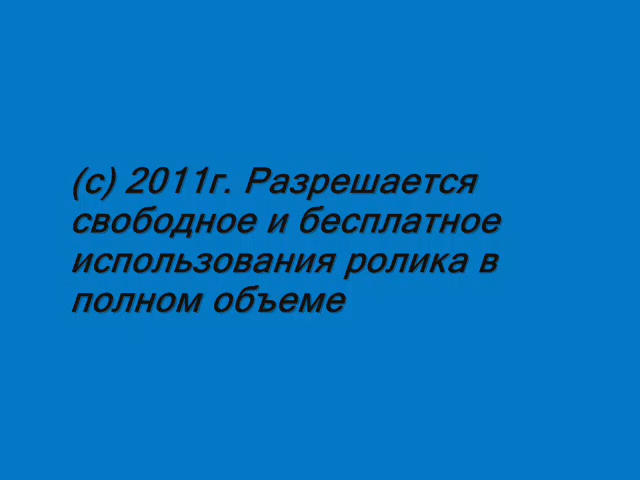 (с) 2011г. Разрешается
свободное и бесплатное
использования ролика в
полном объеме